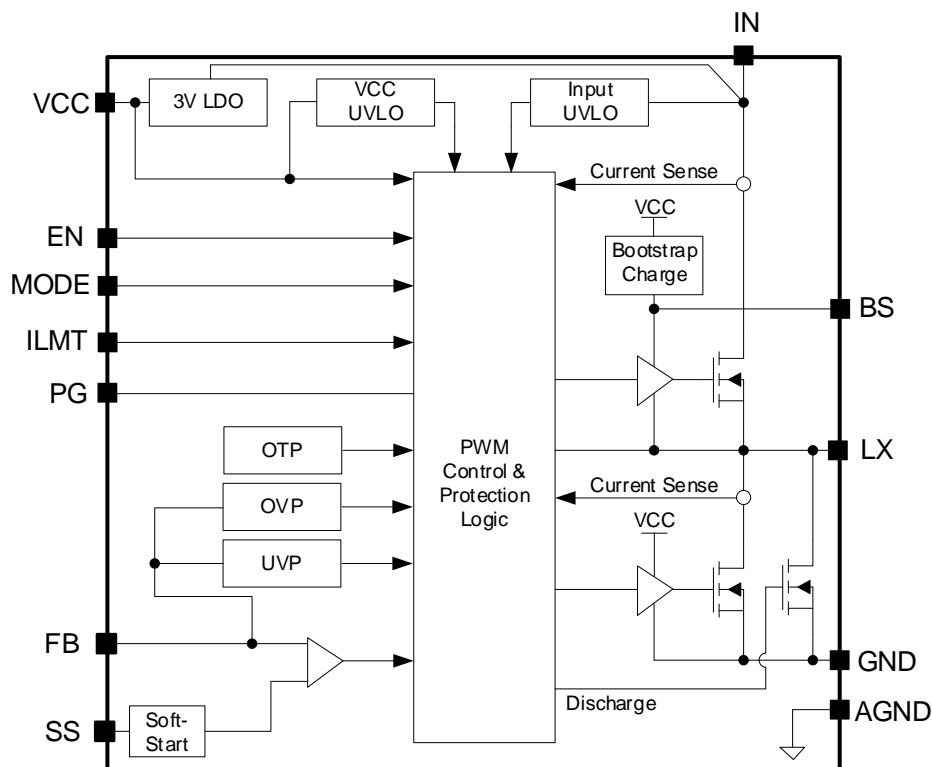 IN
VCC
3V LDO
VCC
UVLO
Input
UVLO
Current Sense
VCC
EN
Bootstrap
Charge
MODE
BS
ILMT
PG
OTP
PWM
Control &
Protection
Logic
LX
Current Sense
OVP
VCC
UVP
FB
GND
Discharge
SS
Soft-
Start
AGND